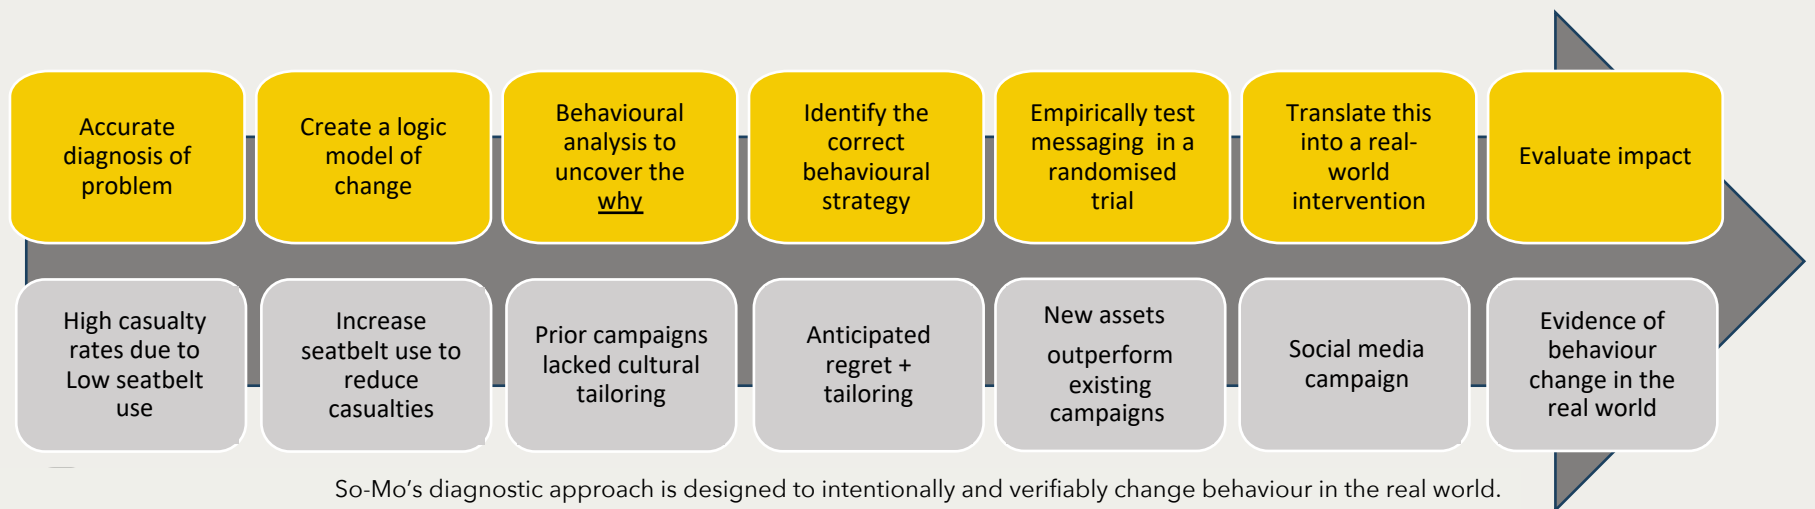 Accurate
diagnosis of
problem
Create a logic
model of
change
Behavioural
analysis to
uncover the
why
Identify the
correct
behavioural
strategy
Empirically test
messaging in a
randomised
trial
Translate this
into a real-
world
intervention
Evaluate impact
High casualty
rates due to
Low seatbelt
use
Increase
seatbelt use to
reduce
casualties
Prior campaigns
lacked cultural
tailoring
Anticipated
regret +
tailoring
New assets
outperform
existing
campaigns
Social media
campaign
Evidence of
behaviour
change in the
real world
So-Mo's diagnostic approach is designed to intentionally and verifiably change behaviour in the real world.